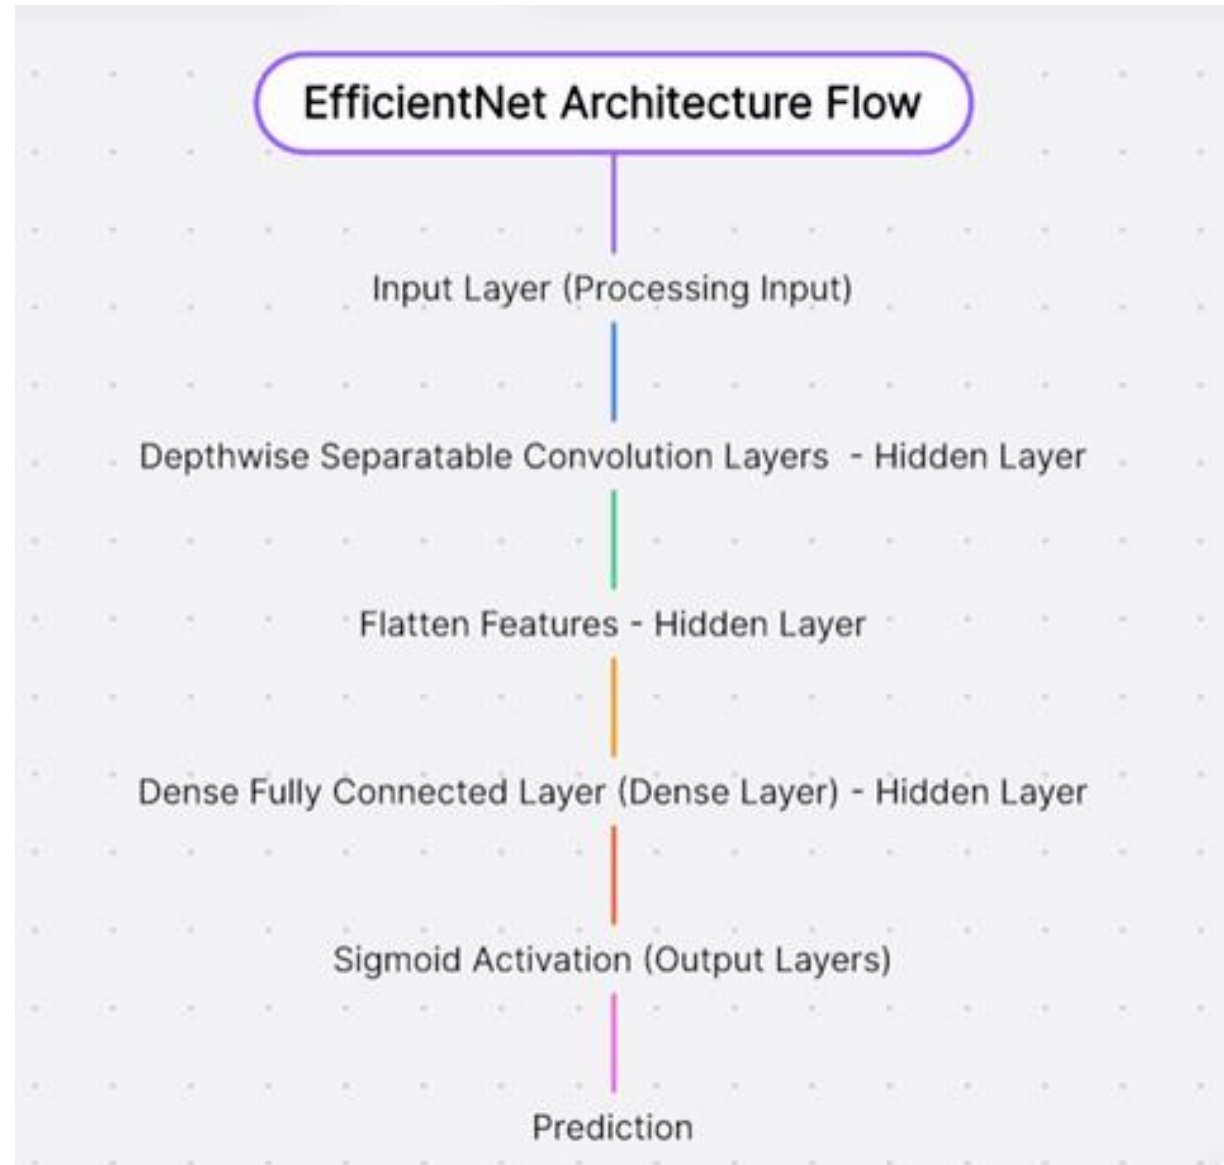 EfficientNet Architecture Flow
Input Layer (Processing Input)
Depthwise Separatable Convolution Layers - Hidden Layer
Flatten Features - Hidden Layer
Dense Fully Connected Layer (Dense Layer) - Hidden Layer
Sigmoid Activation (Output Layers)
Prediction